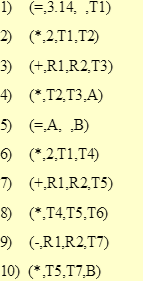 1) (=,3.14, ,T1)
2) (*,2,T1,T2)
3) (+,R1,R2,T3)
4) (*,T2,T3,A)
5) (=,A, ,B)
6) (*,2,T1,T4)
7) (+,R1,R2,T5)
8) (*,T4,T5,T6)
9) (-,R1,R2,T7)
10) (*,T5,T7,B)